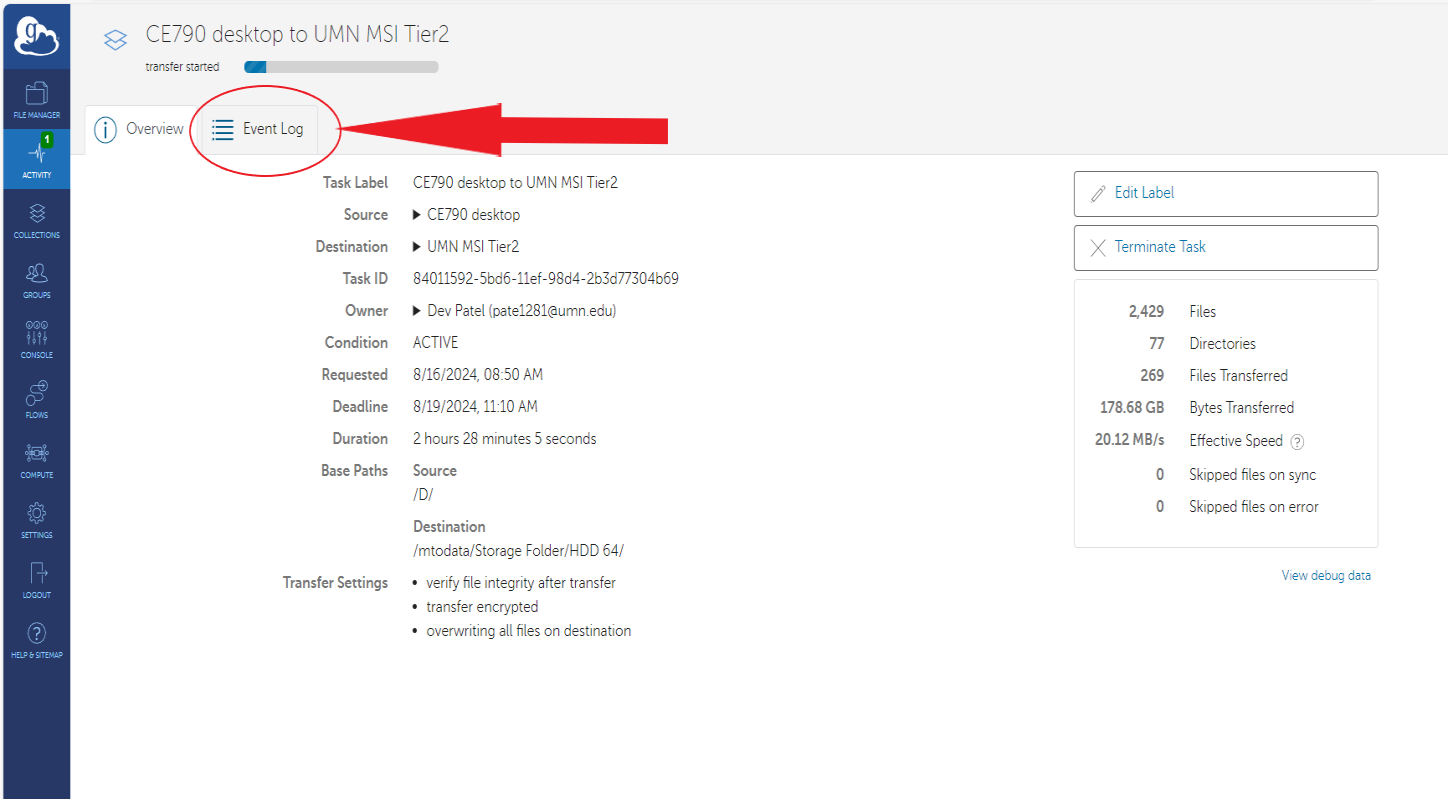 g
CE790 desktop to UMN MSI Tier2
transfer started
FILE MANAGER
1
ACTIVITY
COLLECTIONS
GROUPS
CONSOLE
FLOWS
COMPUTE
SETTINGS
LOGOUT
?
HELP & SITEMAP
i Overview
Event Log
Task Label CE790 desktop to UMN MSI Tier2
Source ▶ CE790 desktop
Destination ▶ UMN MSI Tier2
Task ID 84011592-5bd6-11ef-98d4-2b3d77304b69
Owner ▶ Dev Patel (pate1281@umn.edu)
Condition ACTIVE
Requested 8/16/2024, 08:50 AM
Deadline 8/19/2024, 11:10 AM
Duration 2 hours 28 minutes 5 seconds
Base Paths Source
/D/
Destination
/mtodata/Storage Folder/HDD 64/
Transfer Settings • verify file integrity after transfer
• transfer encrypted
• overwriting all files on destination
Edit Label
Terminate Task
2,429 Files
77 Directories
269 Files Transferred
178.68 GB Bytes Transferred
20.12 MB/s Effective Speed ?
0 Skipped files on sync
0 Skipped files on error
View debug data